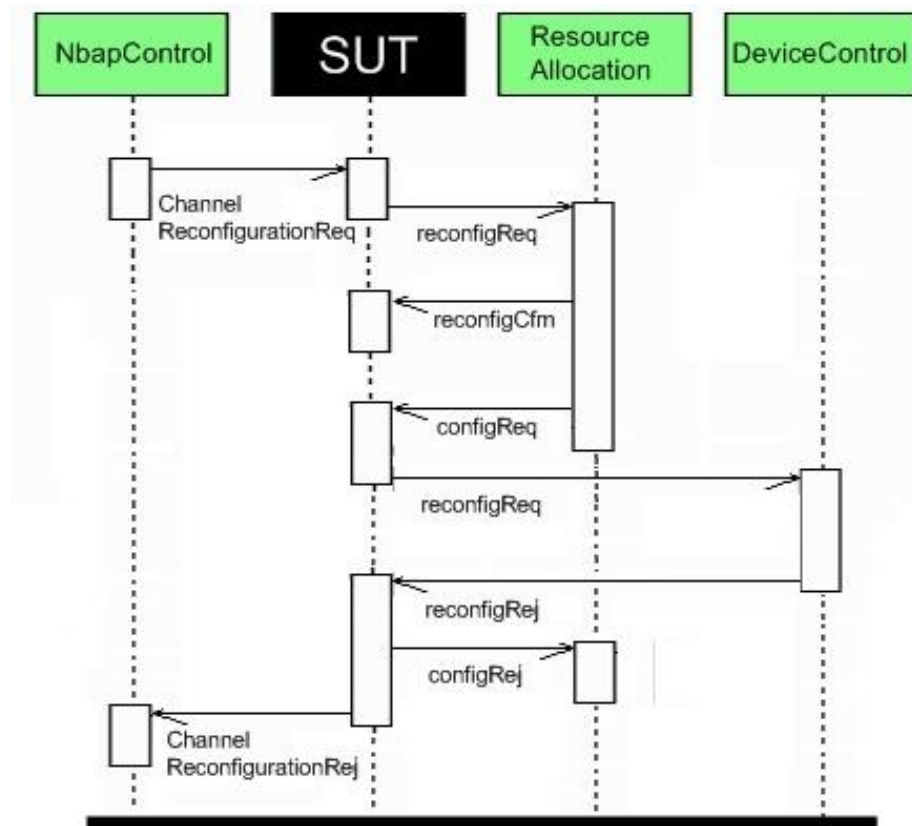 NbapControl
SUT
Resource
Allocation
DeviceControl
Channel
ReconfigurationReq
reconfigReq
reconfigCfm
configReq
reconfigReq
reconfigRej
configRej
Channel
ReconfigurationRej